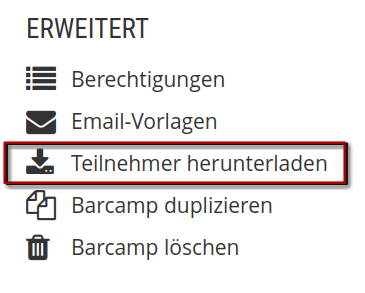 ERWEITERT
Berechtigungen
Email-Vorlagen
Teilnehmer herunterladen
Barcamp duplizieren
Barcamp löschen